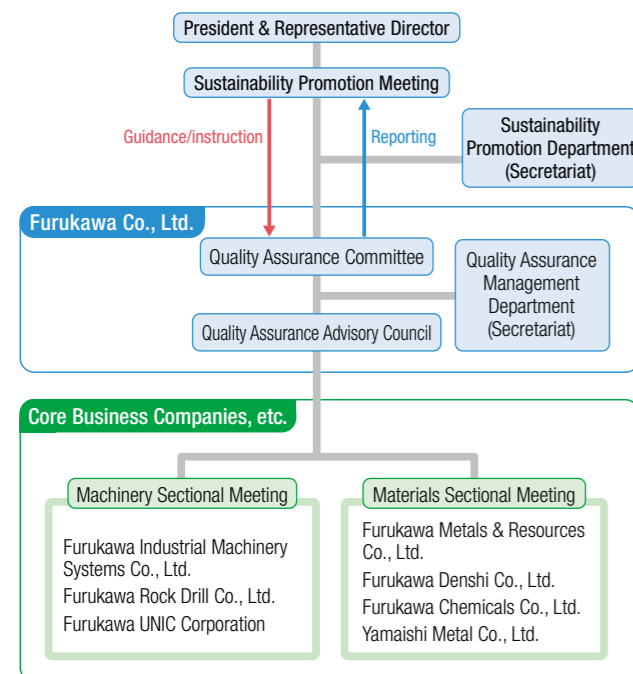 President & Representative Director
Sustainability Promotion Meeting
Guidance/instruction
Reporting
Sustainability
Promotion Department
(Secretariat)
Furukawa Co., Ltd.
Quality Assurance Committee
Quality Assurance
Management
Department
(Secretariat)
Quality Assurance Advisory Council
Core Business Companies, etc.
Machinery Sectional Meeting
Furukawa Industrial Machinery
Systems Co., Ltd.
Furukawa Rock Drill Co., Ltd.
Furukawa UNIC Corporation
Materials Sectional Meeting
Furukawa Metals & Resources
Co., Ltd.
Furukawa Denshi Co., Ltd.
Furukawa Chemicals Co., Ltd.
Yamaishi Metal Co., Ltd.